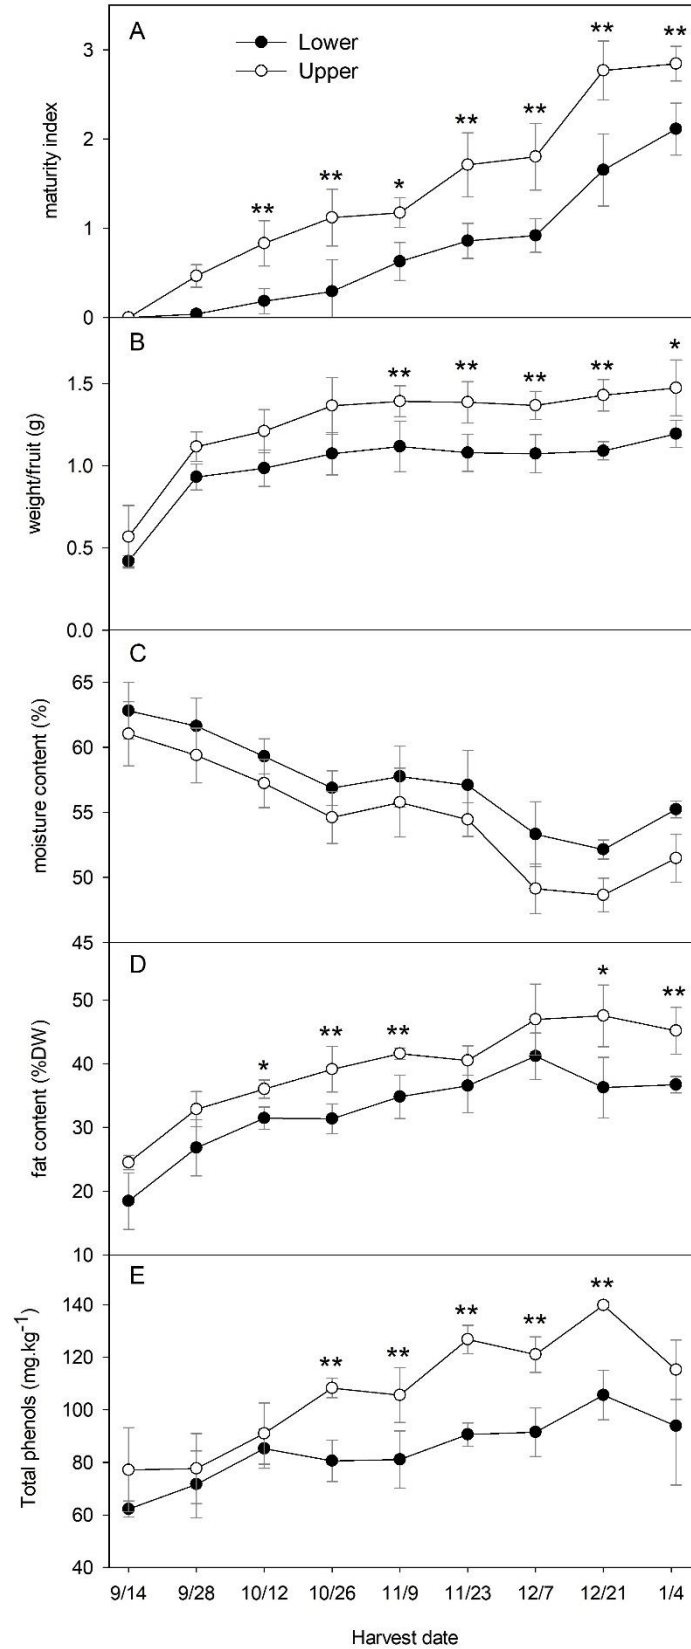 A
Lower
Upper
** **
**
**
*
**
**
3
2
1
0
maturity index
B
** ** ** ** *
1.5
1.0
0.5
0.0
weight/fruit (g)
C
65
60
55
50
45
moisture content (%)
D
* ** ** * **
50
40
30
20
10
fat content (%DW)
E
** ** ** ** **
140
120
100
80
60
40
Total phenols (mg.kg⁻¹)
9/14 9/28 10/12 10/26 11/9 11/23 12/7 12/21 1/4
Harvest date